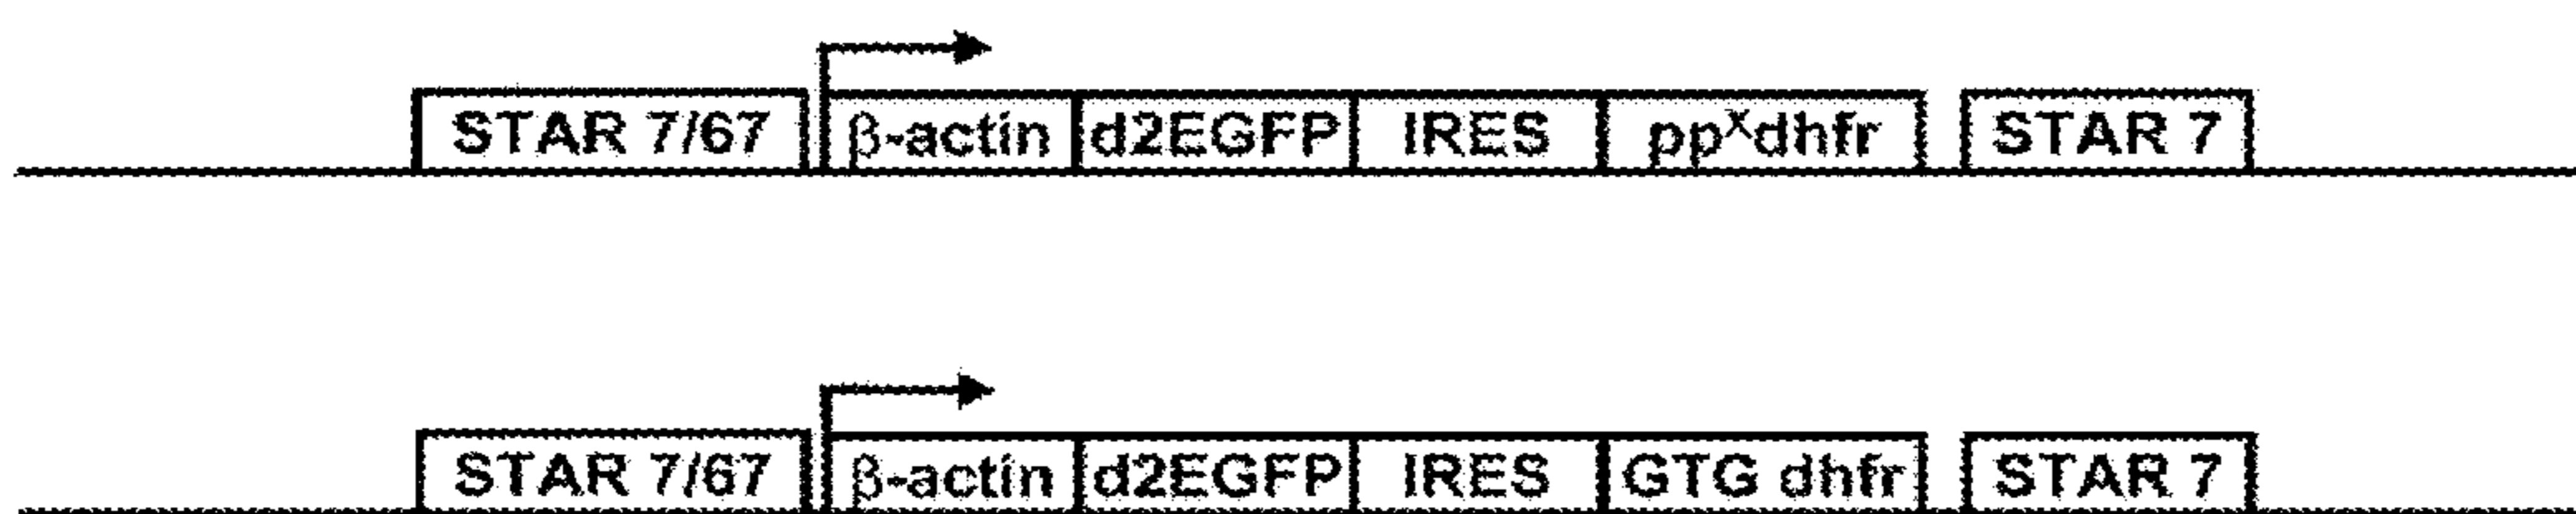 STAR 7/67 β-actin d2EGFP IRES ppˣdhfr STAR 7
STAR 7/67 β-actin d2EGFP IRES GTG dhfr STAR 7